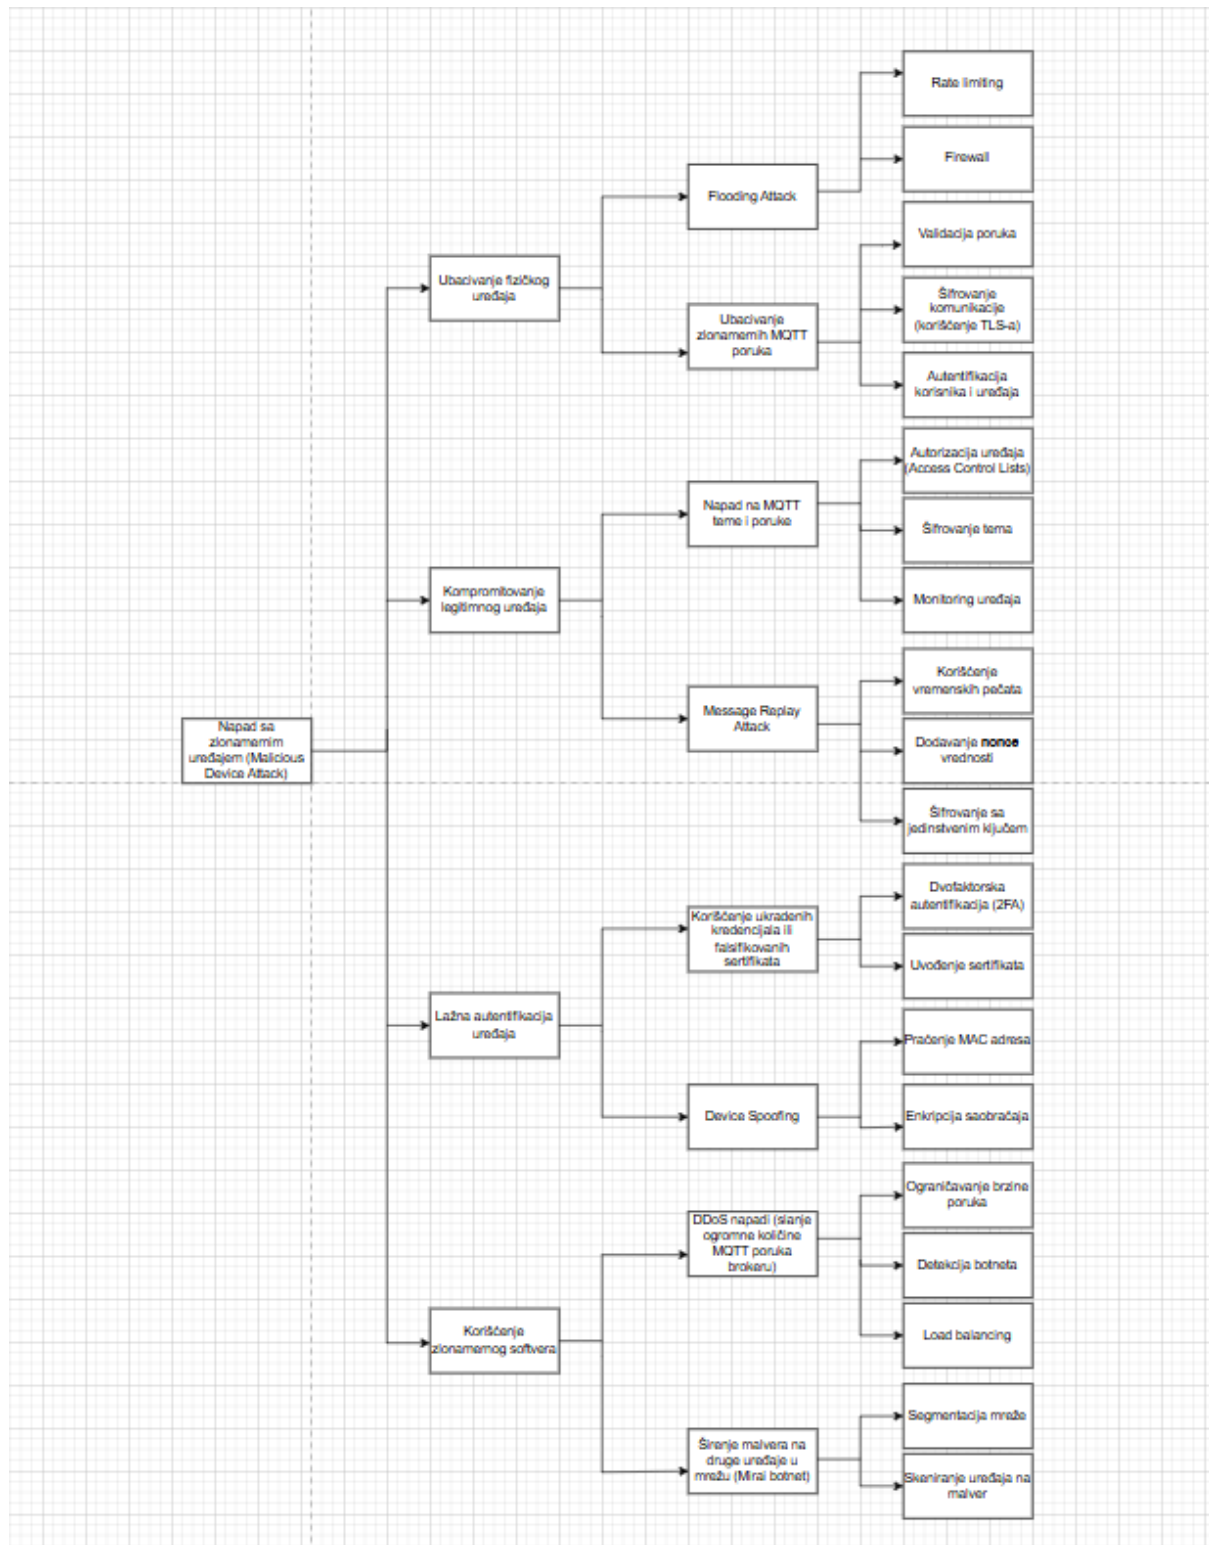 Rate limiting
Firewall
Flooding Attack
Validacija poruka
Ubacivanje fizičkog
uređaja
Šifrovanje
komunikacije
(korišćenje TLS-a)
Ubacivanje
zlonamernih MQTT
poruka
Autentifikacija
korisnika i uređaja
Autorizacija uređaja
(Access Control Lists)
Napad na MQTT
teme i poruke
Šifrovanje tema
Kompromitovanje
legitimnog uređaja
Monitoring uređaja
Korišćenje
vremenskih pečata
Message Replay
Attack
Napad sa
zlonamernim
uređajem (Malicious
Device Attack)
Dodavanje nonce
vrednosti
Šifrovanje sa
jedinstvenim ključem
Dvofaktorska
autentifikacija (2FA)
Korišćenje ukradenih
kredencijala ili
falsifikovanih
sertifikata
Uvođenje sertifikata
Lažna autentifikacija
uređaja
Praćenje MAC adresa
Device Spoofing
Enkripcija saobraćaja
Ograničavanje brzine
poruka
DDoS napadi (slanje
ogromne količine
MQTT poruka
brokeru)
Detekcija botneta
Korišćenje
zlonamernog softvera
Load balancing
Segmentacija mreže
Širenje malvera na
druge uređaje u
mrežu (Mirai botnet)
Skeniranje uređaja na
malver